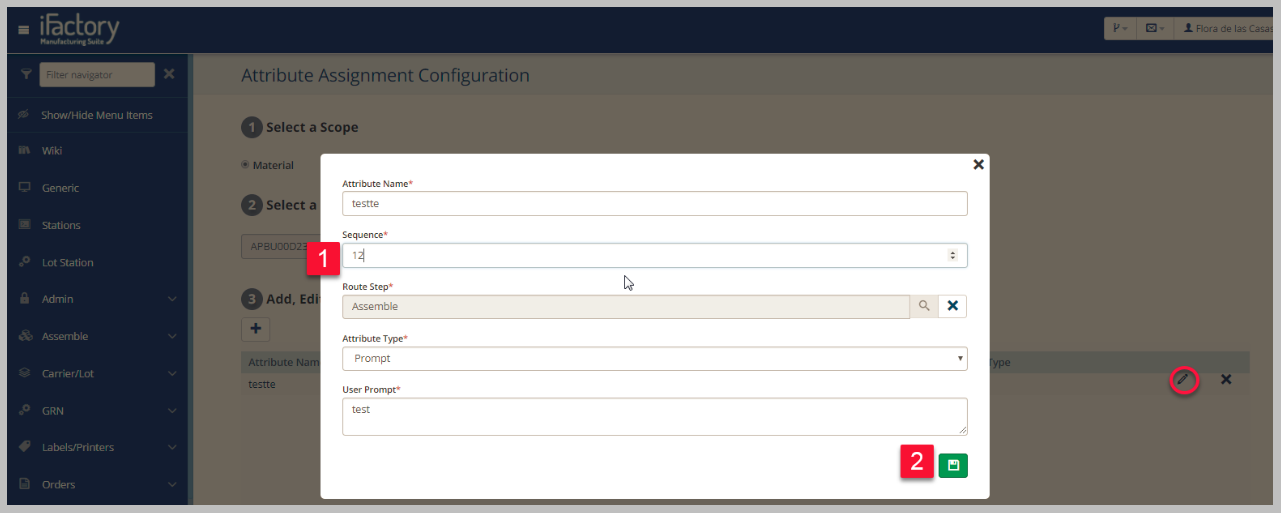 iFactory
Manufacturing Suite
Flora de las Casas
Filter navigator
Attribute Assignment Configuration
Show/Hide Menu Items
Wiki
Generic
Stations
Lot Station
Admin
Assemble
Carrier/Lot
GRN
Labels/Printers
Orders
1 Select a Scope
Material
2 Select a
APBU00D23
3 Add, Edi
Attribute Nam
Type
testte
Attribute Name*
testte
Sequence*
1
12
Route Step*
Assemble
Attribute Type*
Prompt
User Prompt*
test
2